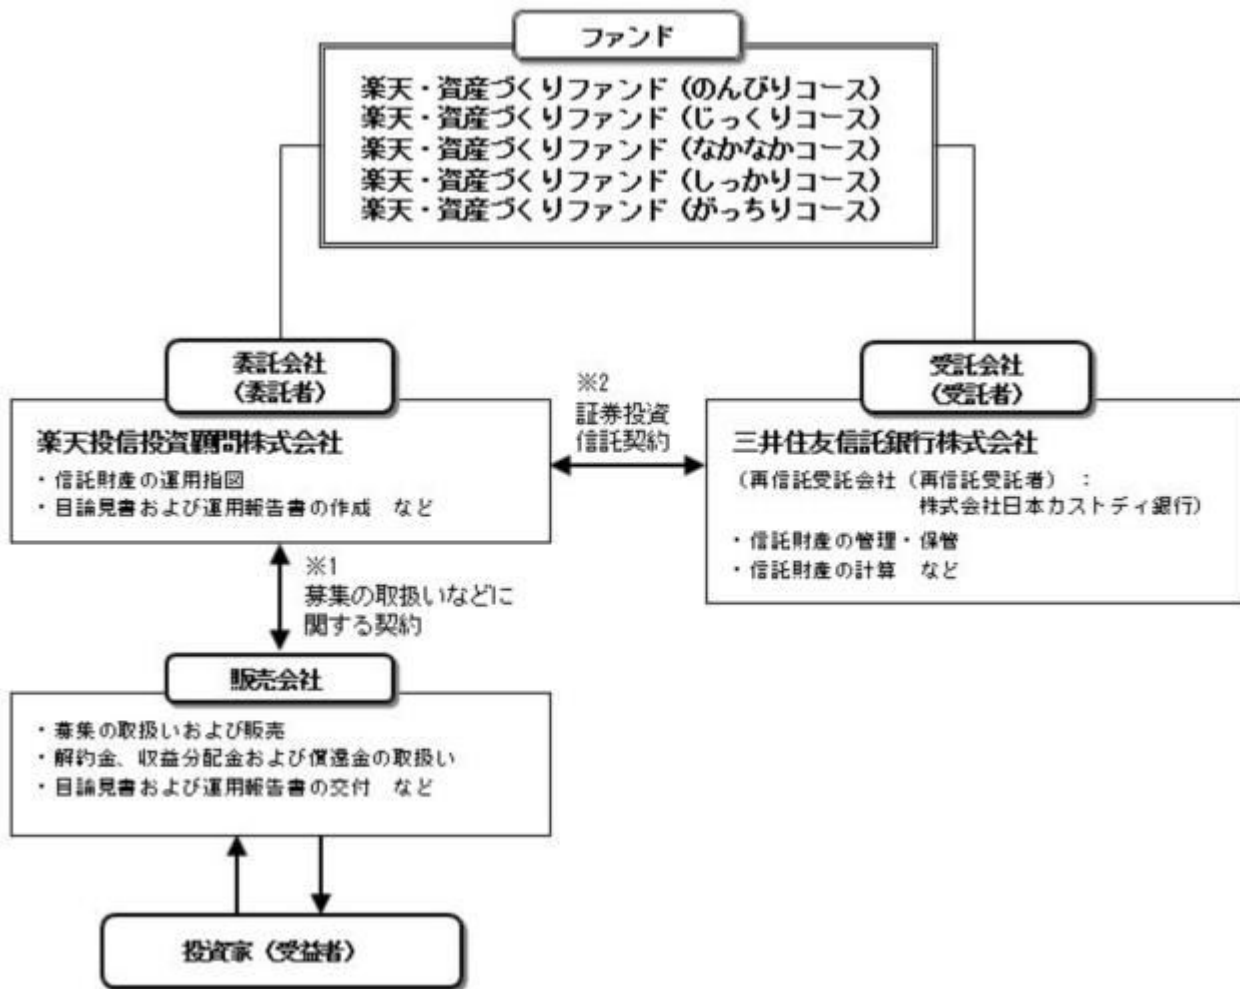 ファンド
楽天・資産づくりファンド（のんびりコース）
楽天・資産づくりファンド（じっくりコース）
楽天・資産づくりファンド（なかなかコース）
楽天・資産づくりファンド（しっかりコース）
楽天・資産づくりファンド（がっちりコース）
委託会社
（委託者）
楽天投信投資顧問株式会社
・信託財産の運用指図
・目論見書および運用報告書の作成　など
※2
証券投資
信託契約
受託会社
（受託者）
三井住友信託銀行株式会社
（再信託受託会社（再信託受託者）：
株式会社日本カストディ銀行）
・信託財産の管理・保管
・信託財産の計算　など
※1
募集の取扱いなどに
関する契約
販売会社
・募集の取扱いおよび販売
・解約金、収益分配金および償還金の取扱い
・目論見書および運用報告書の交付　など
投資家（受益者）